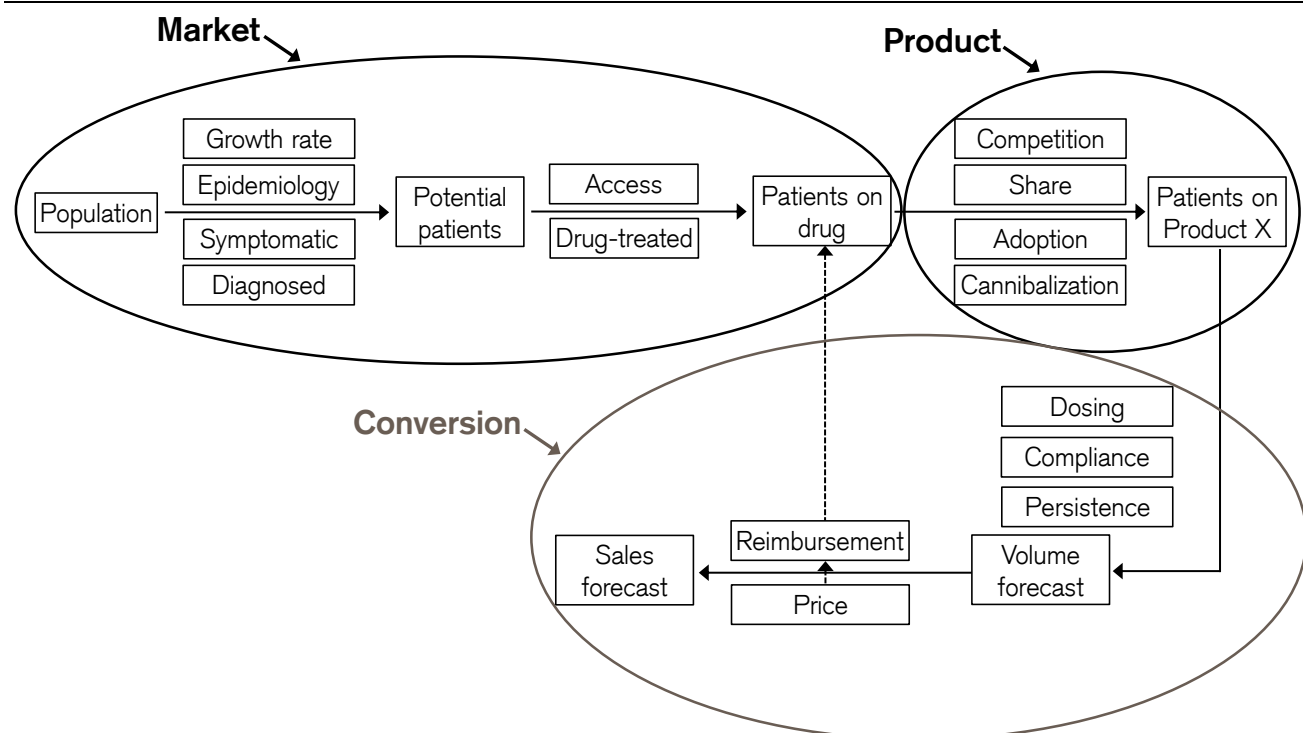 Market
Product
Growth rate
Epidemiology
Population
Symptomatic
Diagnosed
Potential
patients
Access
Drug-treated
Patients on
drug
Competition
Share
Adoption
Cannibalization
Patients on
Product X
Conversion
Dosing
Compliance
Persistence
Volume
forecast
Reimbursement
Price
Sales
forecast